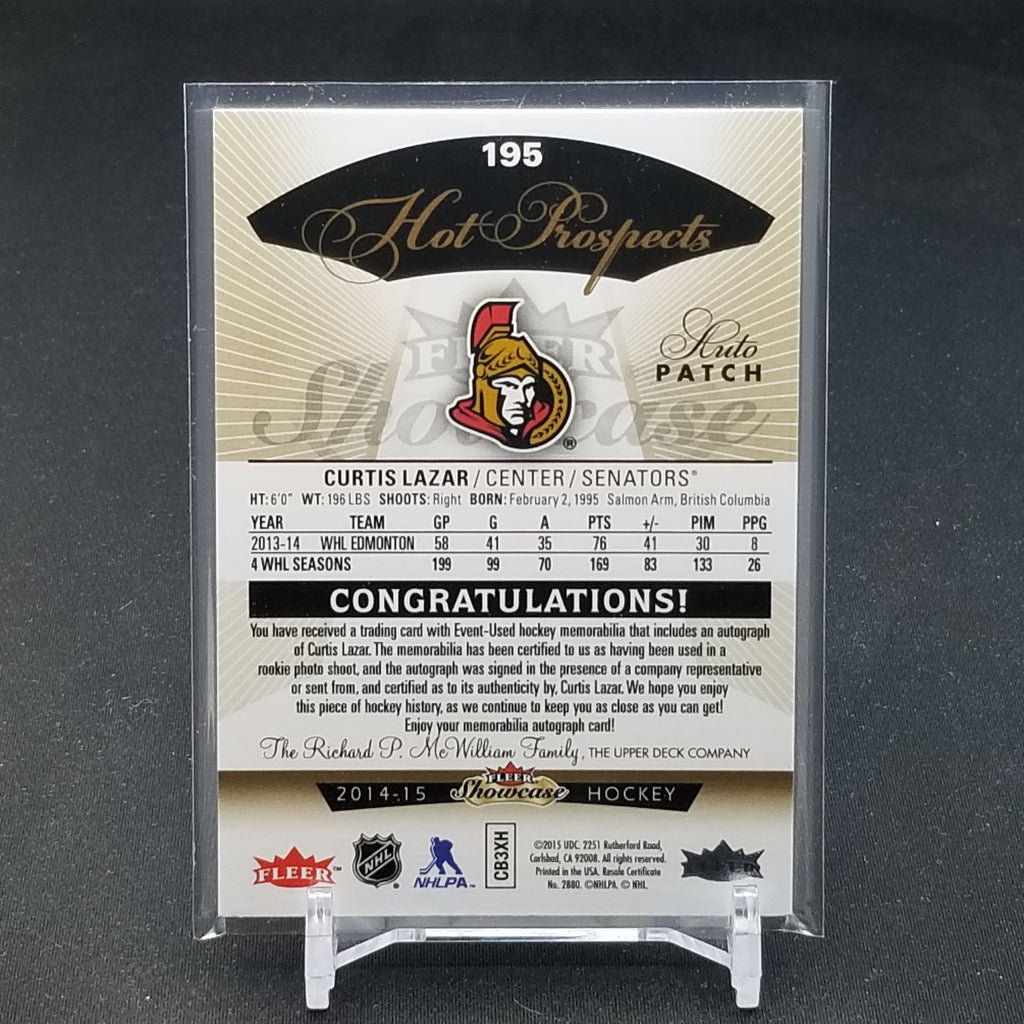 195
Hot Prospects
FLEER
Showcase
Auto
PATCH
®
CURTIS LAZAR / CENTER / SENATORS®
HT: 6'0" WT: 196 LBS SHOOTS: Right BORN: February 2, 1995 Salmon Arm, British Columbia
YEAR TEAM GP G A PTS +/- PIM PPG
2013-14 WHL EDMONTON 58 41 35 76 41 30 8
4 WHL SEASONS 199 99 70 169 83 133 26
CONGRATULATIONS!
You have received a trading card with Event-Used hockey memorabilia that includes an autograph
of Curtis Lazar. The memorabilia has been certified to us as having been used in a
rookie photo shoot, and the autograph was signed in the presence of a company representative
or sent from, and certified as to its authenticity by, Curtis Lazar. We hope you enjoy
this piece of hockey history, as we continue to keep you as close as you can get!
Enjoy your memorabilia autograph card!
The Richard P. McWilliam Family, THE UPPER DECK COMPANY
2014-15 FLEER Showcase HOCKEY
FLEER™
NHL®
NHLPA™
CB3XH
©2015 UDC. 2251 Rutherford Road,
Carlsbad, CA 92008. All rights reserved.
Printed in the USA. Resale Certificate
No. 2880. ©NHLPA. © NHL.
FLEER